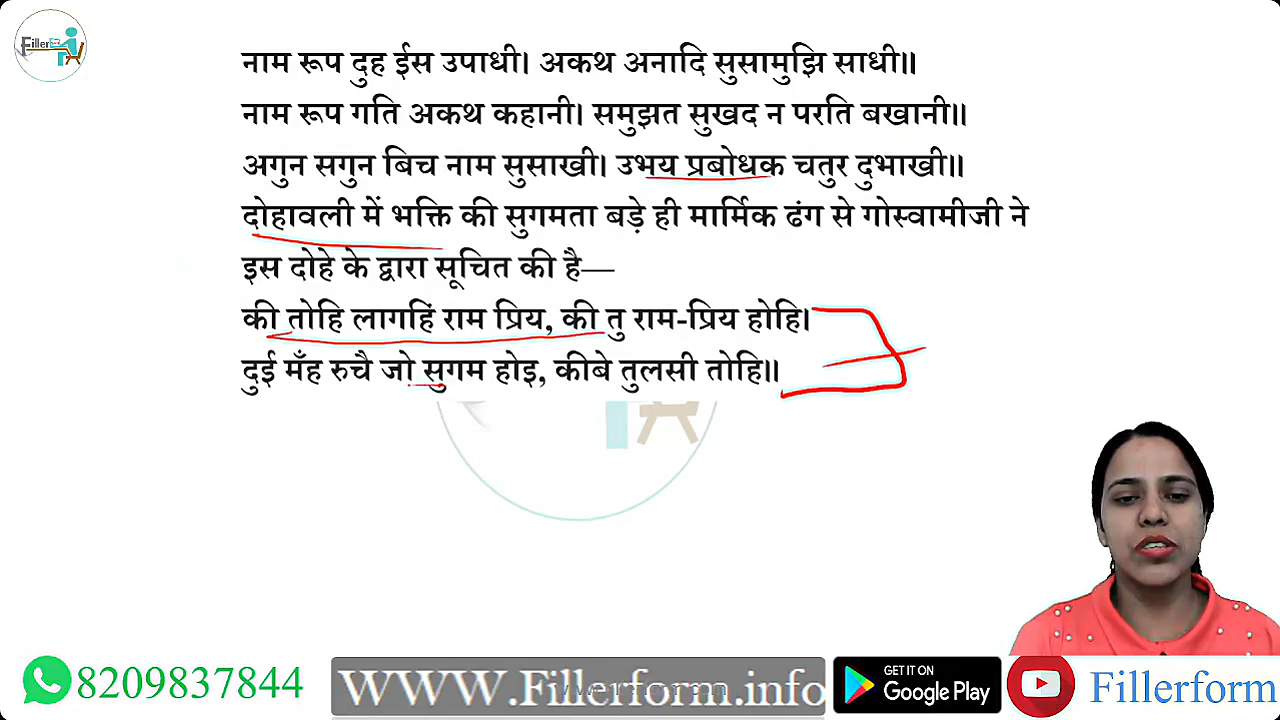 Fillerform
नाम रूप दुह ईस उपाधी। अकथ अनादि सुसामुझि साधी॥
नाम रूप गति अकथ कहानी। समुझत सुखद न परति बखानी॥
अगुन सगुन बिच नाम सुसाखी। उभय प्रबोधक चतुर दुभाखी॥
दोहावली में भक्ति की सुगमता बड़े ही मार्मिक ढंग से गोस्वामीजी ने
इस दोहे के द्वारा सूचित की है—
की तोहि लागहिं राम प्रिय, की तु राम-प्रिय होहि।
दुई मँह रुचै जो सुगम होइ, कीबे तुलसी तोहि॥
8209837844
WWW.Fillerform.info
GET IT ON
Google Play
Fillerform